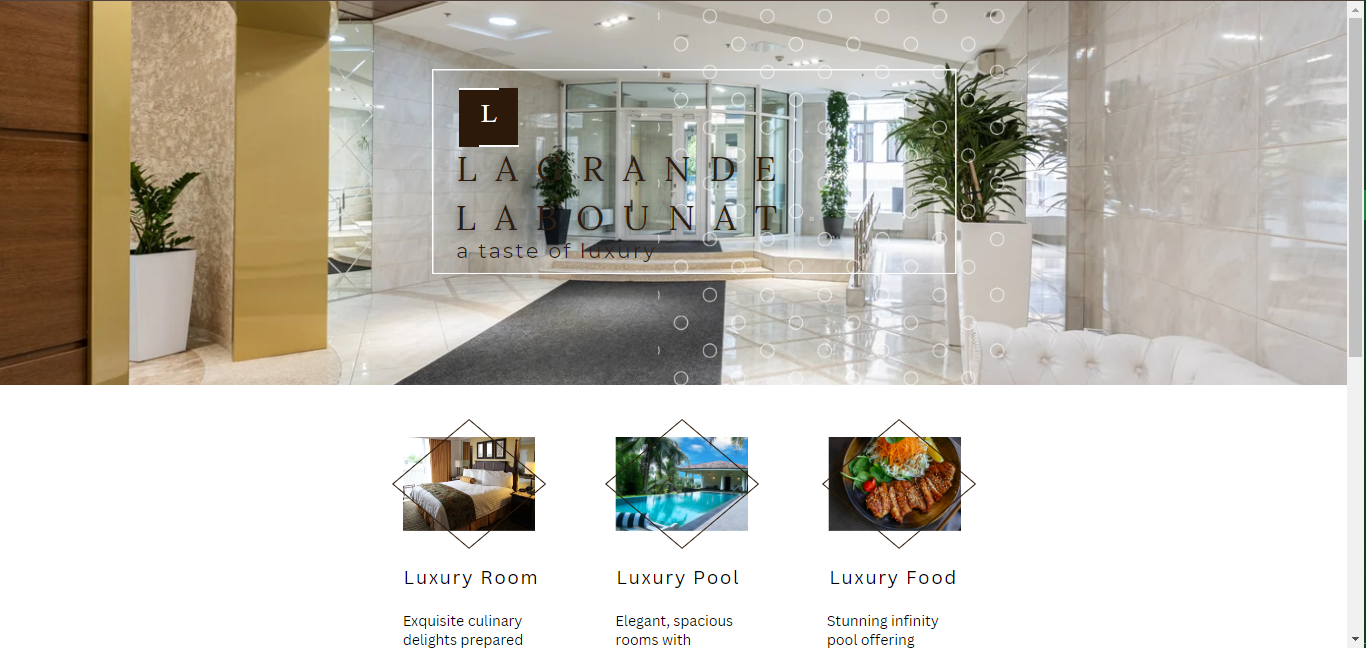 L
LAGRANDE
LABOUNAT
a taste of luxury
Luxury Room
Luxury Pool
Luxury Food
Exquisite culinary
delights prepared
Elegant, spacious
rooms with
Stunning infinity
pool offering